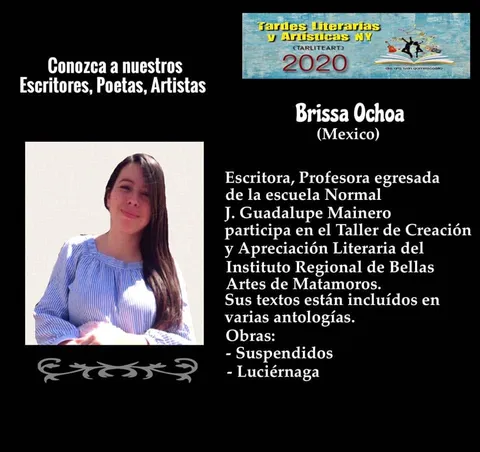 Tardes Literarias
y Artísticas NY
(TARLITEART)
2020
Conozca a nuestros
Escritores, Poetas, Artistas
Brissa Ochoa
(Mexico)
Escritora, Profesora egresada
de la escuela Normal
J. Guadalupe Mainero
participa en el Taller de Creación
y Apreciación Literaria del
Instituto Regional de Bellas
Artes de Matamoros.
Sus textos están incluídos en
varias antologías.
Obras:
- Suspendidos
- Luciérnaga